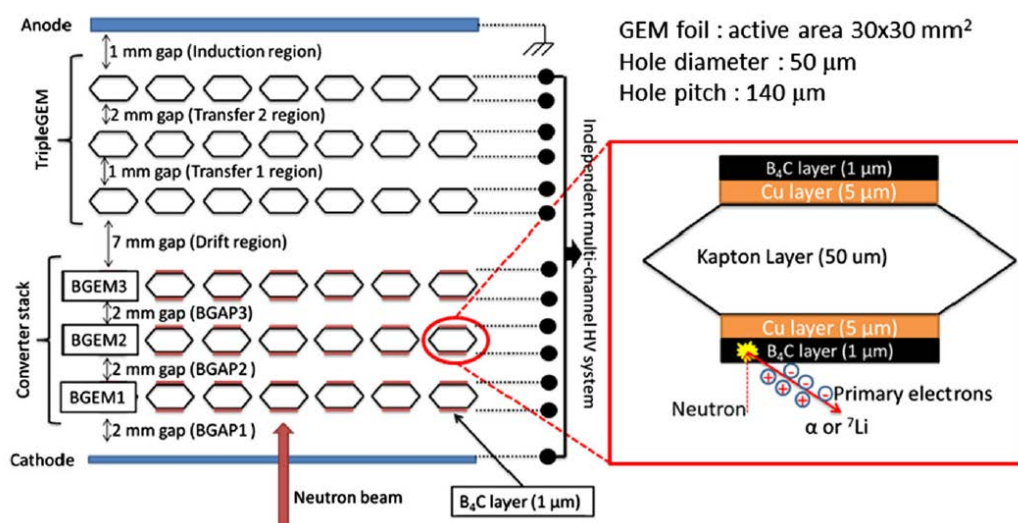 Anode
1 mm gap (Induction region)
TripleGEM
2 mm gap (Transfer 2 region)
1 mm gap (Transfer 1 region)
7 mm gap (Drift region)
Converter stack
BGEM3
2 mm gap (BGAP3)
BGEM2
2 mm gap (BGAP2)
BGEM1
2 mm gap (BGAP1)
Cathode
Neutron beam
B₄C layer (1 μm)
Independent multi-channel HV system
GEM foil : active area 30x30 mm²
Hole diameter : 50 μm
Hole pitch : 140 μm
B₄C layer (1 μm)
Cu layer (5 μm)
Kapton Layer (50 um)
Cu layer (5 μm)
B₄C layer (1 μm)
Neutron
Primary electrons
α or ⁷Li
+ + + +
- - - -